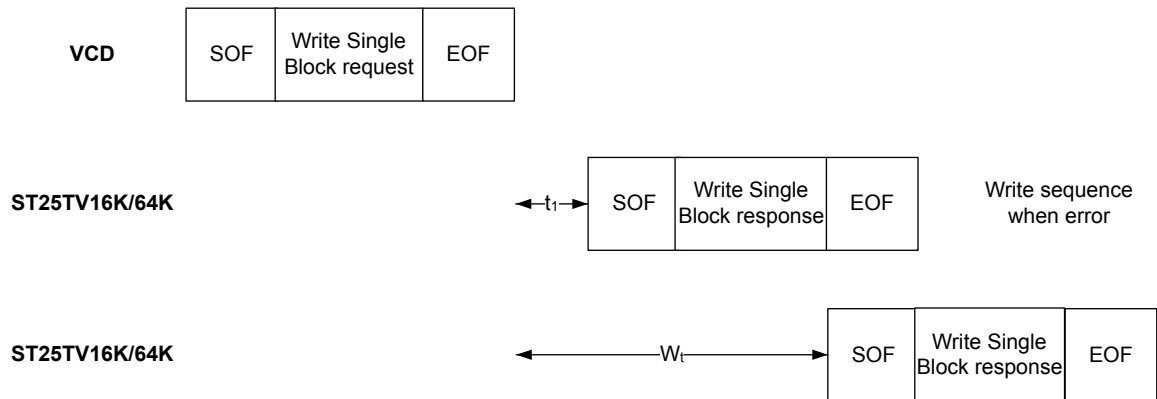 VCD
SOF
Write Single
Block request
EOF
ST25TV16K/64K
t1
SOF
Write Single
Block response
EOF
Write sequence
when error
ST25TV16K/64K
Wt
SOF
Write Single
Block response
EOF